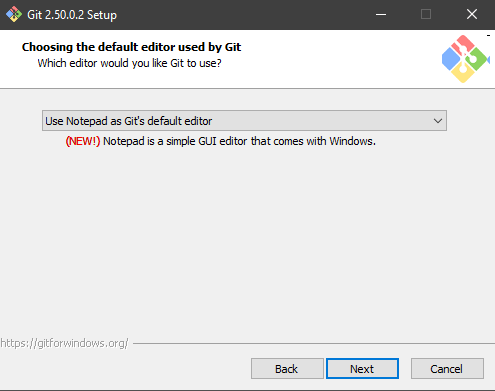 Git 2.50.0.2 Setup
Choosing the default editor used by Git
Which editor would you like Git to use?
Use Notepad as Git's default editor
(NEW!) Notepad is a simple GUI editor that comes with Windows.
https://gitforwindows.org/
Back Next Cancel